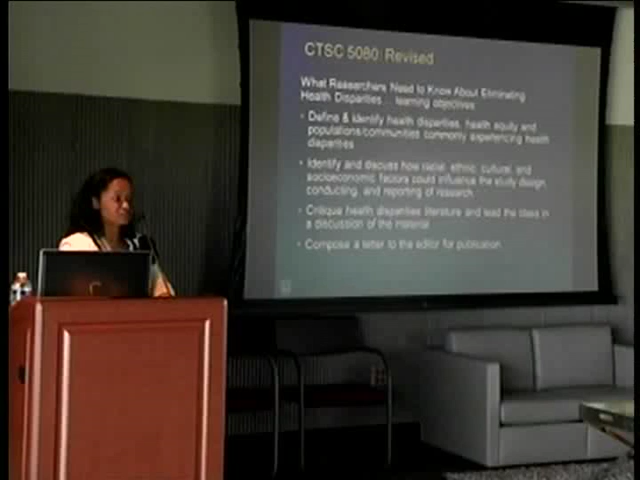 CTSC 5080: Revised
What Researchers Need to Know About Eliminating
Health Disparities ... learning objectives
• Define & identify health disparities, health equity and
populations/communities commonly experiencing health
disparities
• Identify and discuss how racial, ethnic, cultural, and
socioeconomic factors could influence the study design,
conducting, and reporting of research
• Critique health disparities literature and lead the class in
a discussion of the material
• Compose a letter to the editor for publication